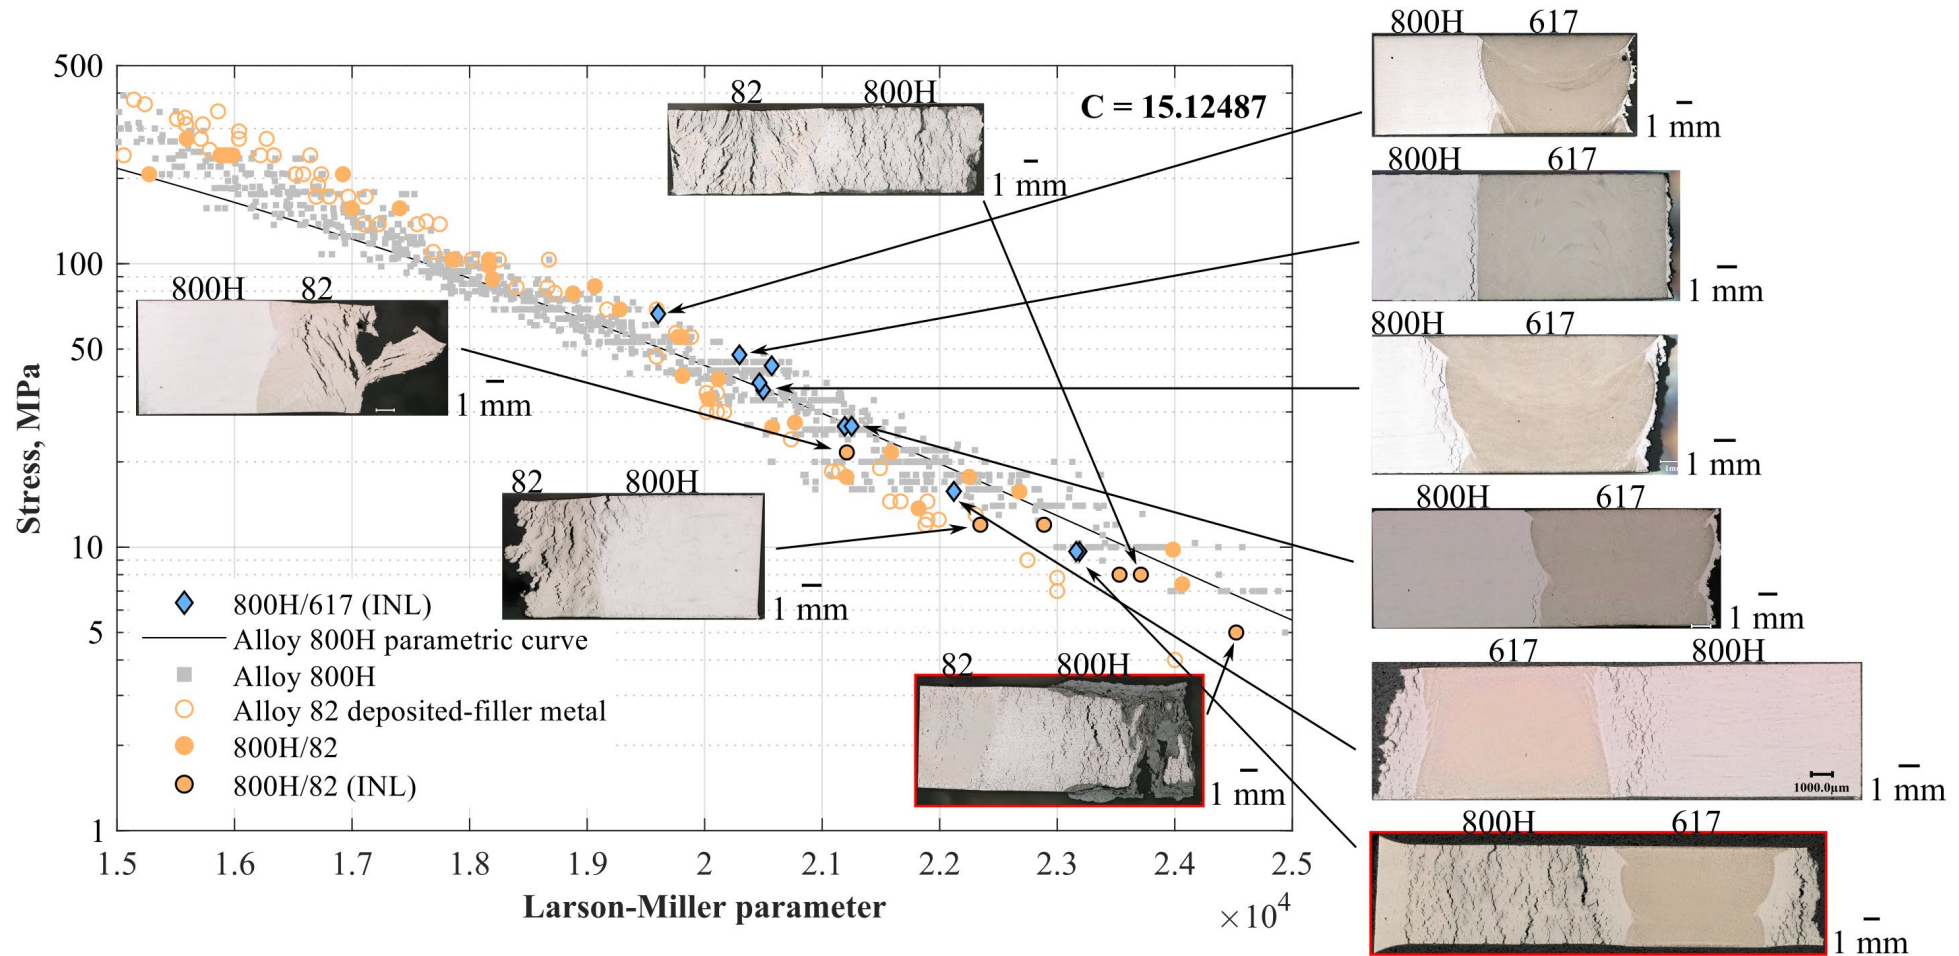 800H 617
1 mm
82 800H
1 mm
C = 15.12487
800H 617
1 mm
800H 82
1 mm
800H 617
1 mm
1m
82 800H
1 mm
800H 617
1 mm
617 800H
1000.0μm
1 mm
82 800H
1 mm
800H 617
1 mm
500
100
50
10
5
1
Stress, MPa
800H/617 (INL)
Alloy 800H parametric curve
Alloy 800H
Alloy 82 deposited-filler metal
800H/82
800H/82 (INL)
1.5 1.6 1.7 1.8 1.9 2 2.1 2.2 2.3 2.4 2.5
Larson-Miller parameter
×10⁴